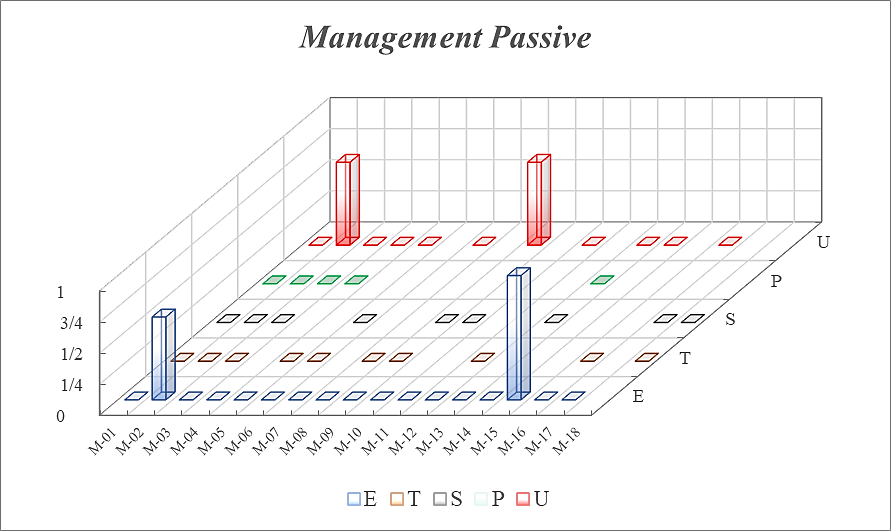 Management Passive
U
P
S
T
E
1
3/4
1/2
1/4
0
M-01 M-02 M-03 M-04 M-05 M-06 M-07 M-08 M-09 M-10 M-11 M-12 M-13 M-14 M-15 M-16 M-17 M-18
E T S P U